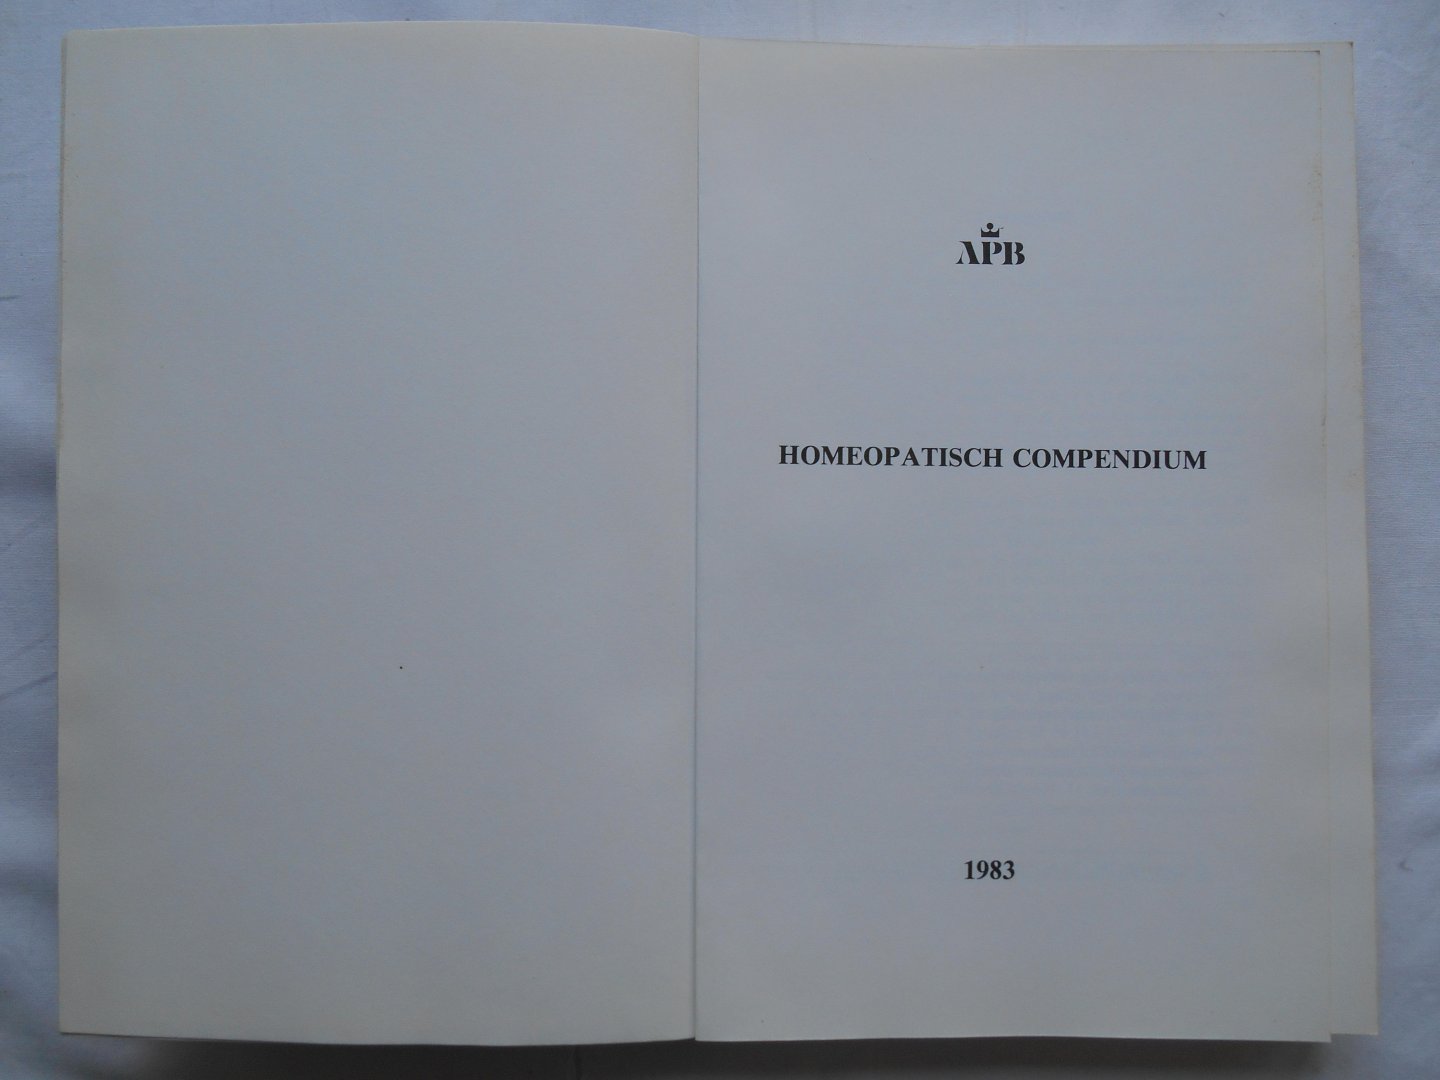 APB
HOMEOPATISCH COMPENDIUM
1983